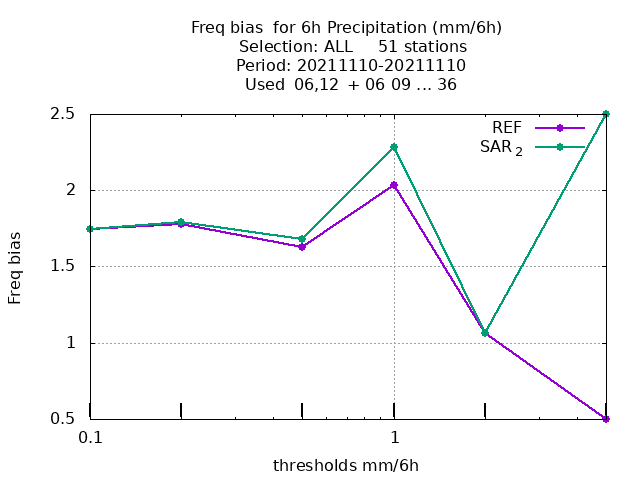 Freq bias  for 6h Precipitation (mm/6h)
Selection: ALL     51 stations
Period: 20211110-20211110
Used  06,12  + 06 09 ... 36
REF
SAR 2
2.5
2
1.5
1
0.5
Freq bias
0.1
1
thresholds mm/6h